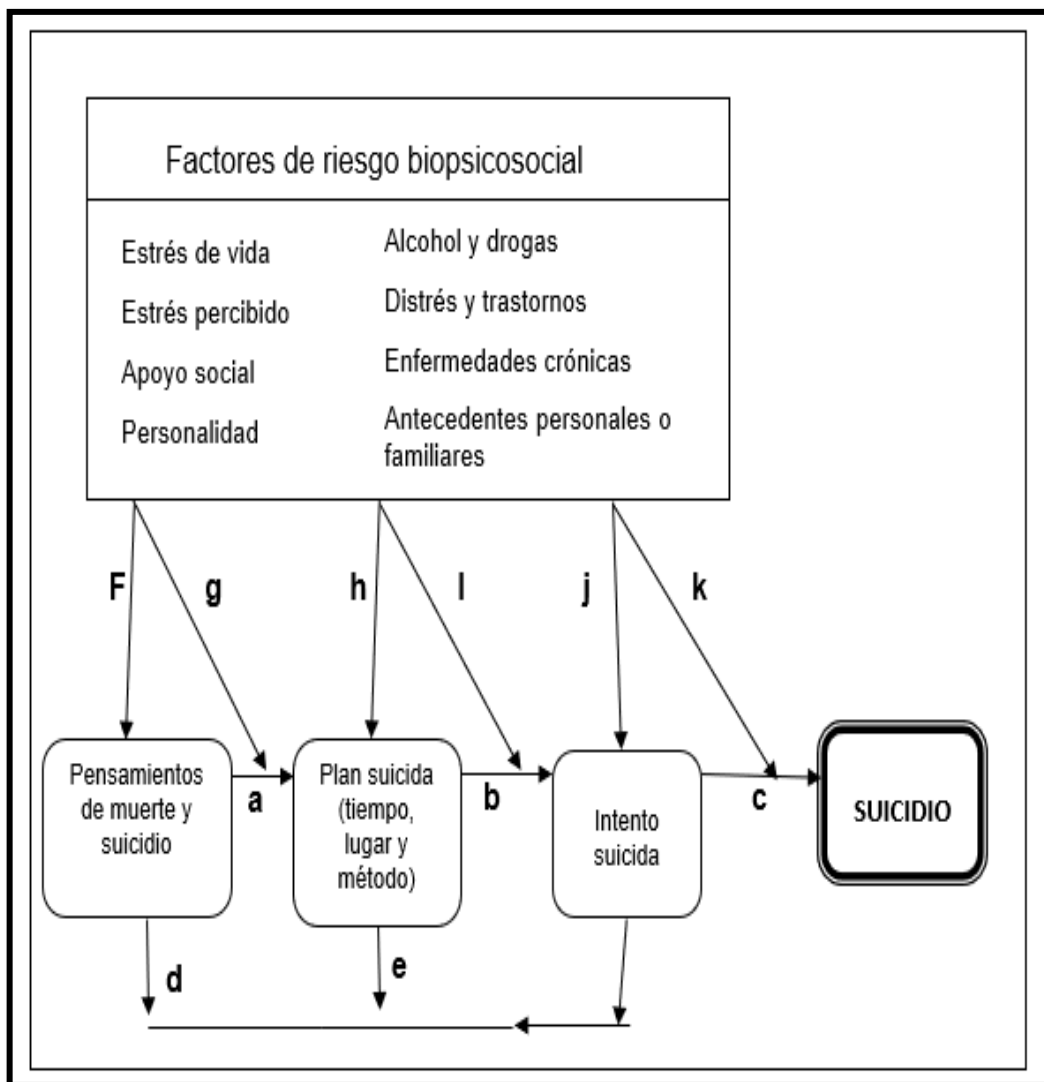 Factores de riesgo biopsicosocial
Estrés de vida
Estrés percibido
Apoyo social
Personalidad
Alcohol y drogas
Distrés y trastornos
Enfermedades crónicas
Antecedentes personales o
familiares
F
g
h
l
j
k
Pensamientos
de muerte y
suicidio
a
Plan suicida
(tiempo,
lugar y
método)
b
Intento
suicida
c
SUICIDIO
d
e